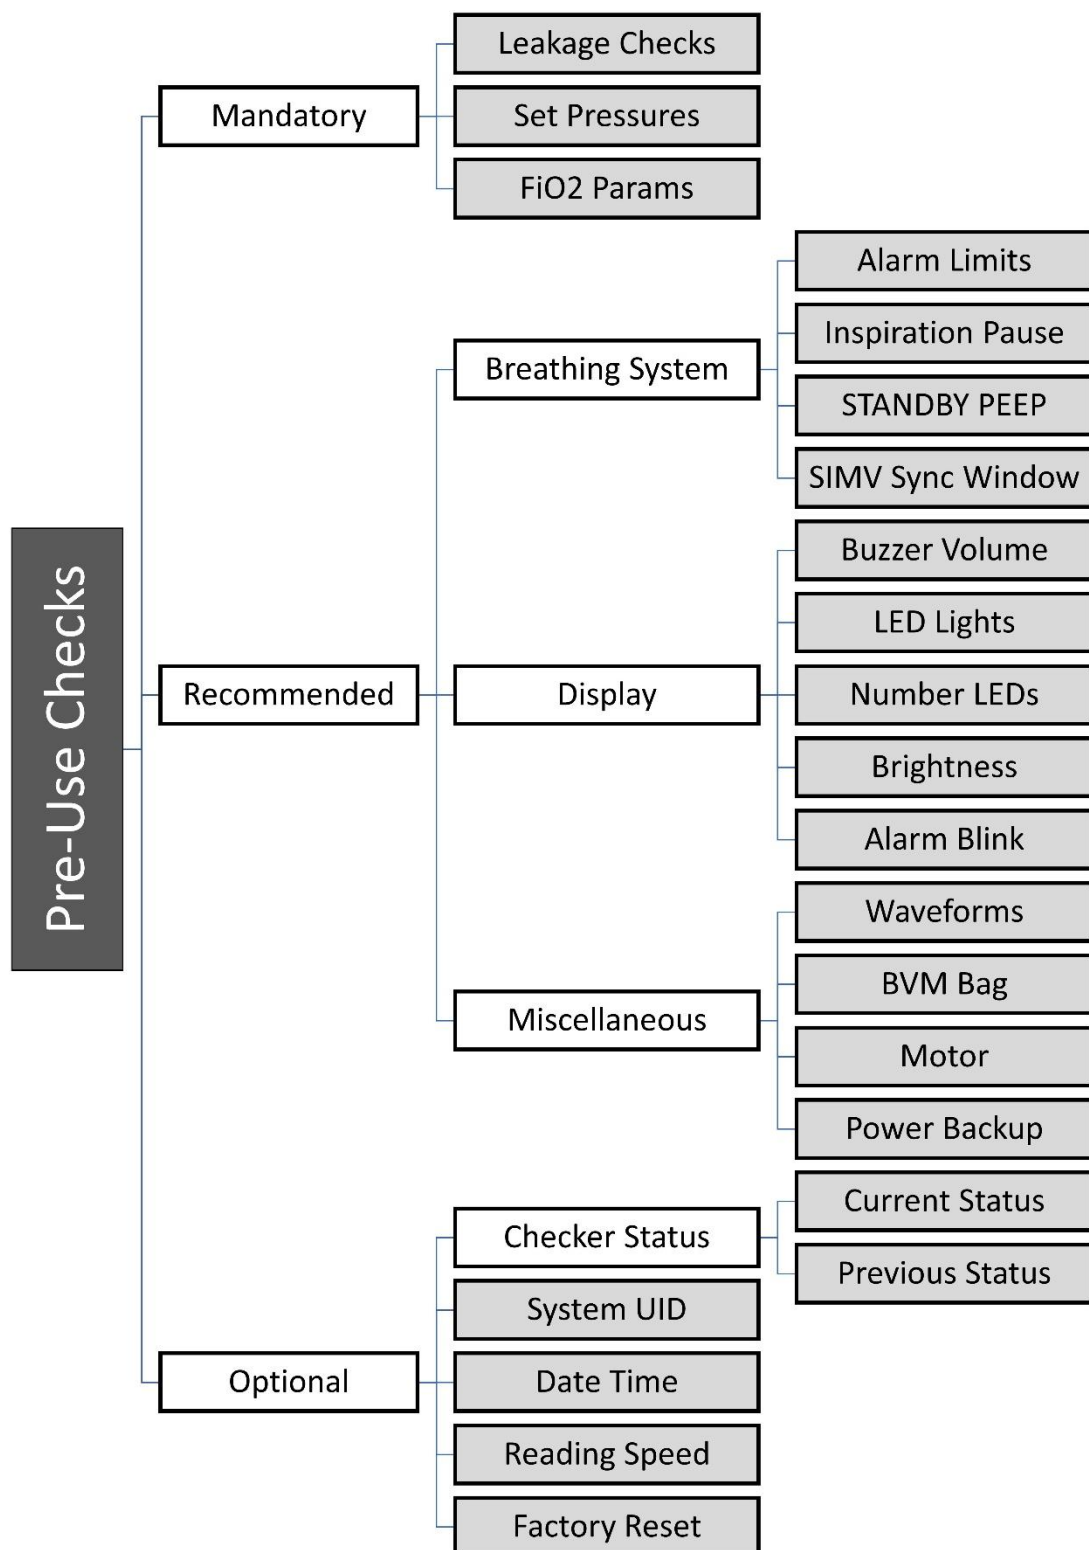 Pre-Use Checks
Mandatory
Leakage Checks
Set Pressures
FiO2 Params
Recommended
Breathing System
Alarm Limits
Inspiration Pause
STANDBY PEEP
SIMV Sync Window
Display
Buzzer Volume
LED Lights
Number LEDs
Brightness
Alarm Blink
Miscellaneous
Waveforms
BVM Bag
Motor
Power Backup
Optional
Checker Status
Current Status
Previous Status
System UID
Date Time
Reading Speed
Factory Reset